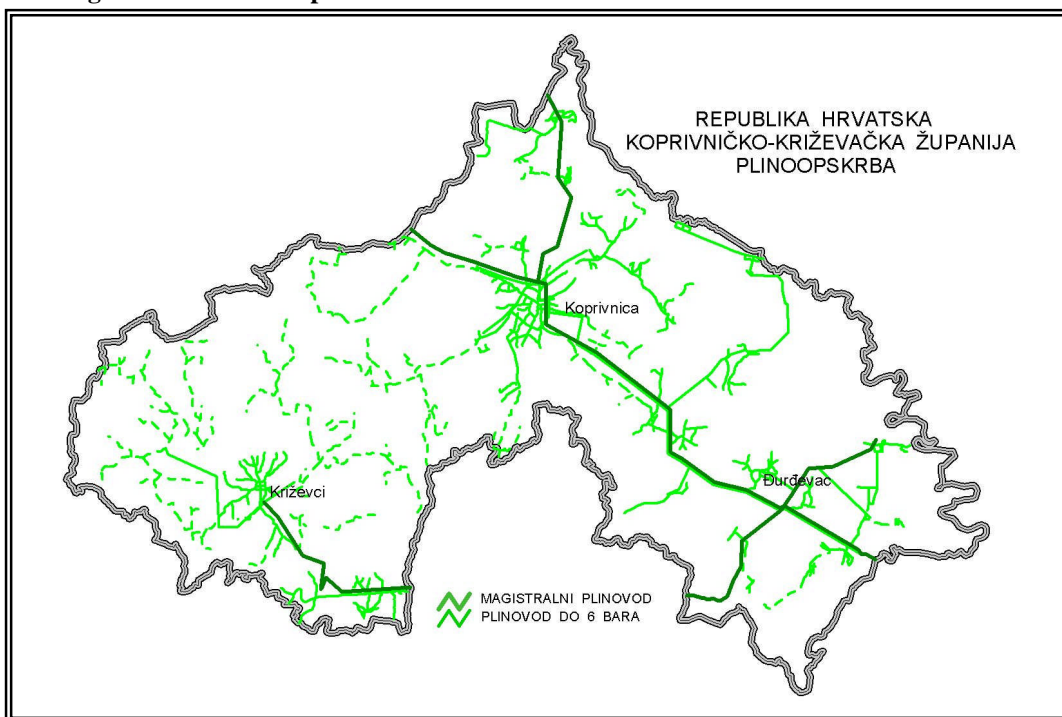 REPUBLIKA HRVATSKA
KOPRIVNIČKO-KRIŽEVAČKA ŽUPANIJA
PLINOOPSKRBA
Koprivnica
Križevci
Đurđevac
MAGISTRALNI PLINOVOD
PLINOVOD DO 6 BARA